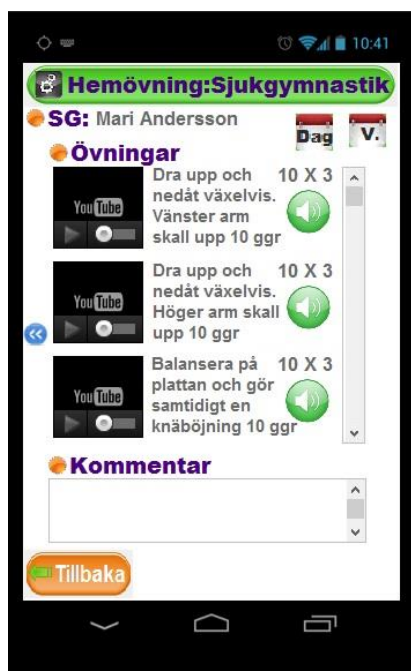 10:41
Hemövning:Sjukgymnastik
SG: Mari Andersson
Dag
V.
Övningar
YouTube
Dra upp och 10 X 3
nedåt växelvis.
Vänster arm
skall upp 10 ggr
YouTube
Dra upp och 10 X 3
nedåt växelvis.
Höger arm skall
upp 10 ggr
YouTube
Balansera på 10 X 3
plattan och gör
samtidigt en
knäböjning 10 ggr
Kommentar
Tillbaka